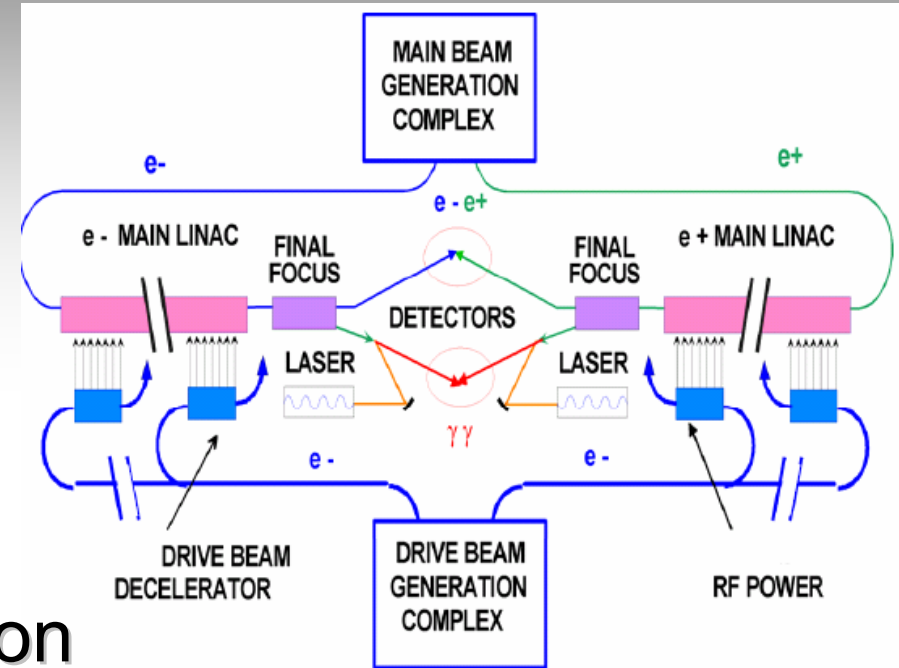 MAIN BEAM
GENERATION
COMPLEX
e-
e+
e - e+
e - MAIN LINAC
FINAL
FOCUS
FINAL
FOCUS
e + MAIN LINAC
DETECTORS
LASER
LASER
γγ
e -
e -
DRIVE BEAM
DECELERATOR
DRIVE BEAM
GENERATION
COMPLEX
RF POWER
on